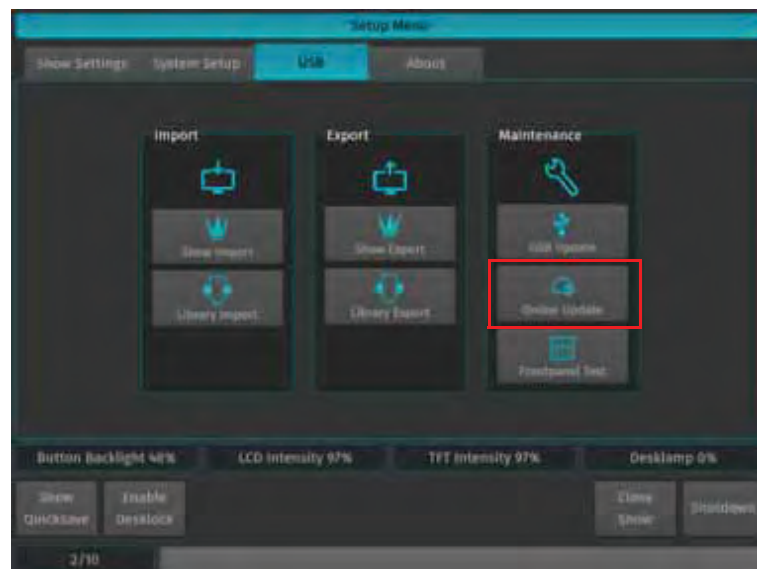 Setup Menu
Show Settings System Setup USB About
Import Export Maintenance
Show Import Show Export USB Update
Library Import Library Export Online Update
Frontpanel Test
Button Backlight 48% LCD Intensity 97% TFT Intensity 97% Desklamp 0%
Show Enable Clone Shutdown
Quicksave Desklock Show
2/10